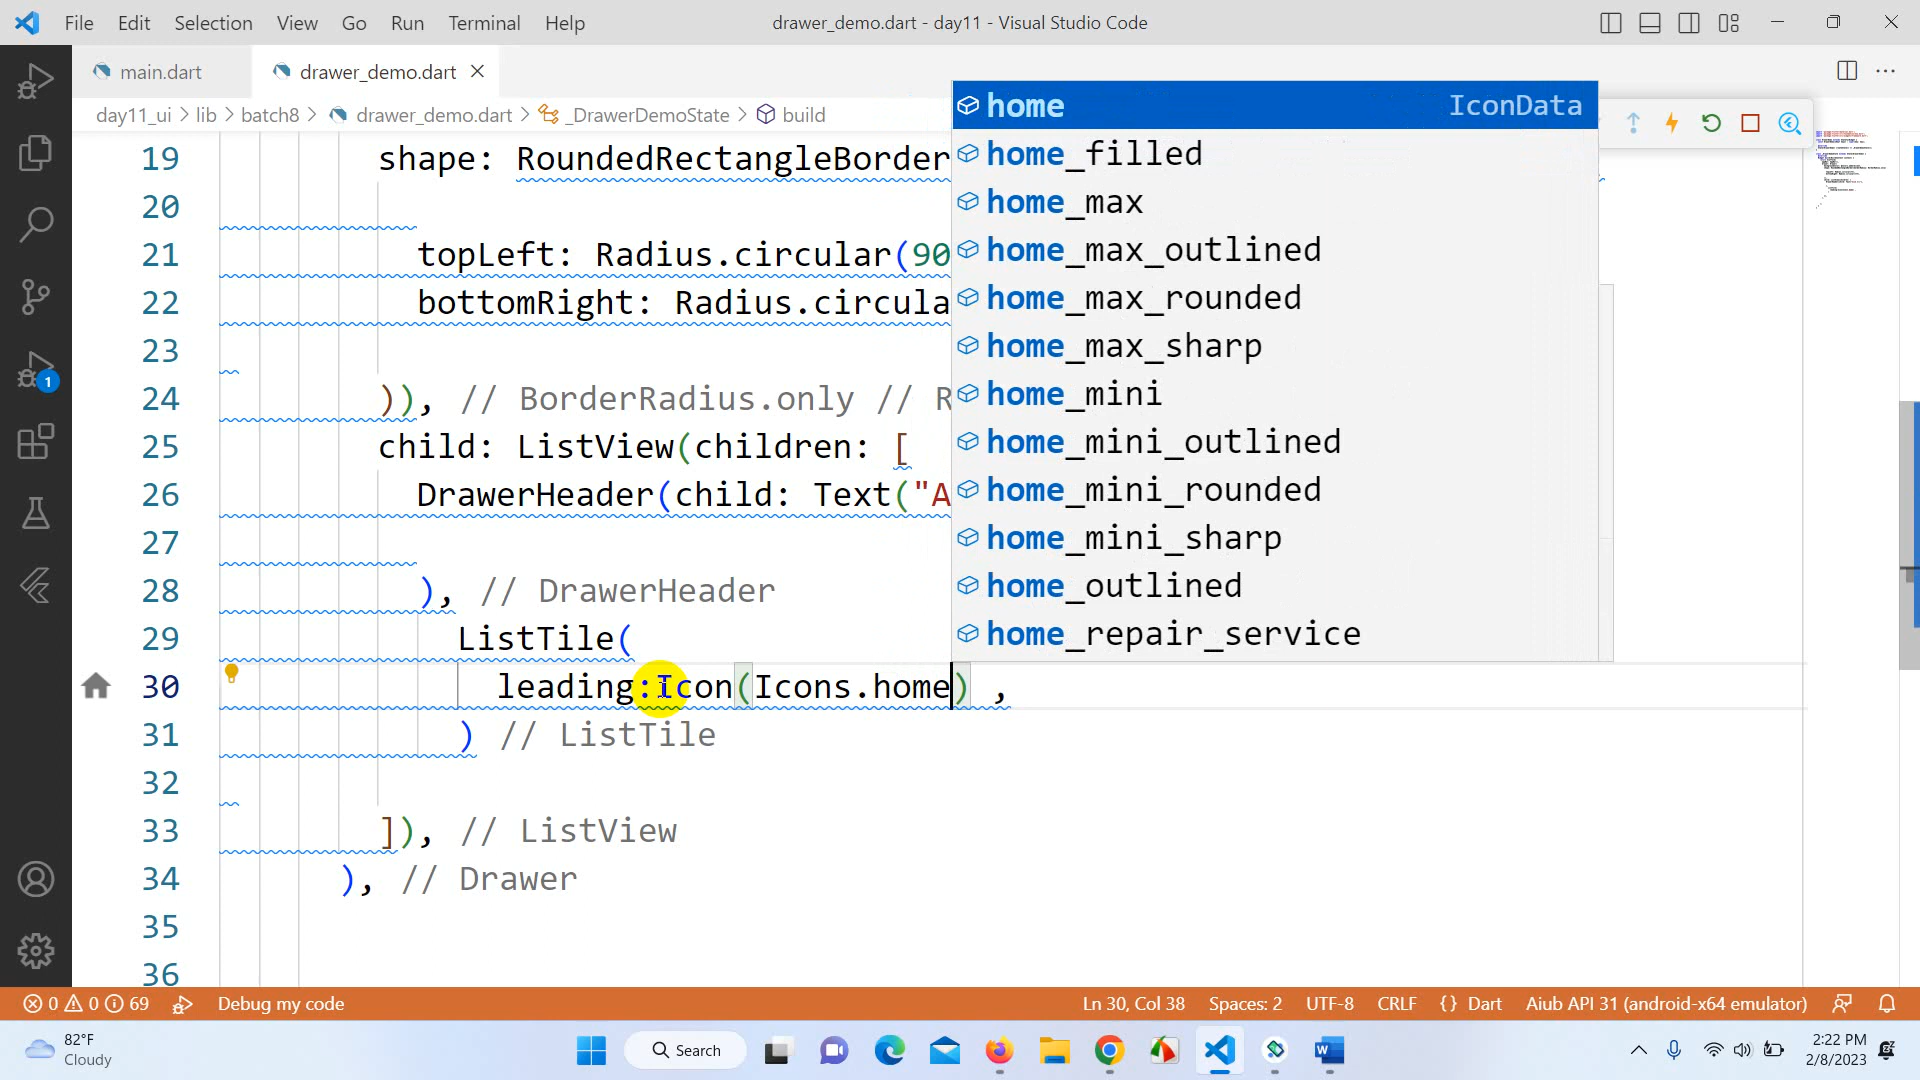 File Edit Selection View Go Run Terminal Help
drawer_demo.dart - day11 - Visual Studio Code
main.dart
drawer_demo.dart
day11_ui > lib > batch8 > drawer_demo.dart > _DrawerDemoState > build
19 shape: RoundedRectangleBorder
20
21 topLeft: Radius.circular(90
22 bottomRight: Radius.circula
23
24 )), // BorderRadius.only // R
25 child: ListView(children: [
26 DrawerHeader(child: Text("A
27
28 ), // DrawerHeader
29 ListTile(
30 leading:Icon(Icons.home) ,
31 ) // ListTile
32
33 ]), // ListView
34 ), // Drawer
35
36
home IconData
home_filled
home_max
home_max_outlined
home_max_rounded
home_max_sharp
home_mini
home_mini_outlined
home_mini_rounded
home_mini_sharp
home_outlined
home_repair_service
1
0 0 69 Debug my code
Ln 30, Col 38 Spaces: 2 UTF-8 CRLF {} Dart Aiub API 31 (android-x64 emulator)
82°F
Cloudy
Search
2:22 PM
2/8/2023